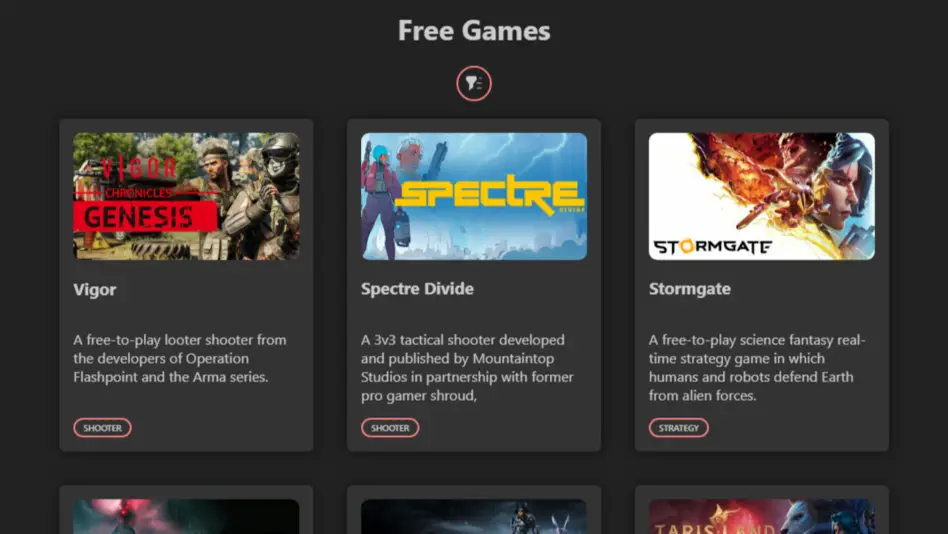 Free Games
VIGOR
CHRONICLES
GENESIS
SPECTRE
DIVIDE
STORMGATE
Vigor
Spectre Divide
Stormgate
A free-to-play looter shooter from
the developers of Operation
Flashpoint and the Arma series.
A 3v3 tactical shooter developed
and published by Mountaintop
Studios in partnership with former
pro gamer shroud,
A free-to-play science fantasy real-
time strategy game in which
humans and robots defend Earth
from alien forces.
SHOOTER
SHOOTER
STRATEGY
TARISLAND